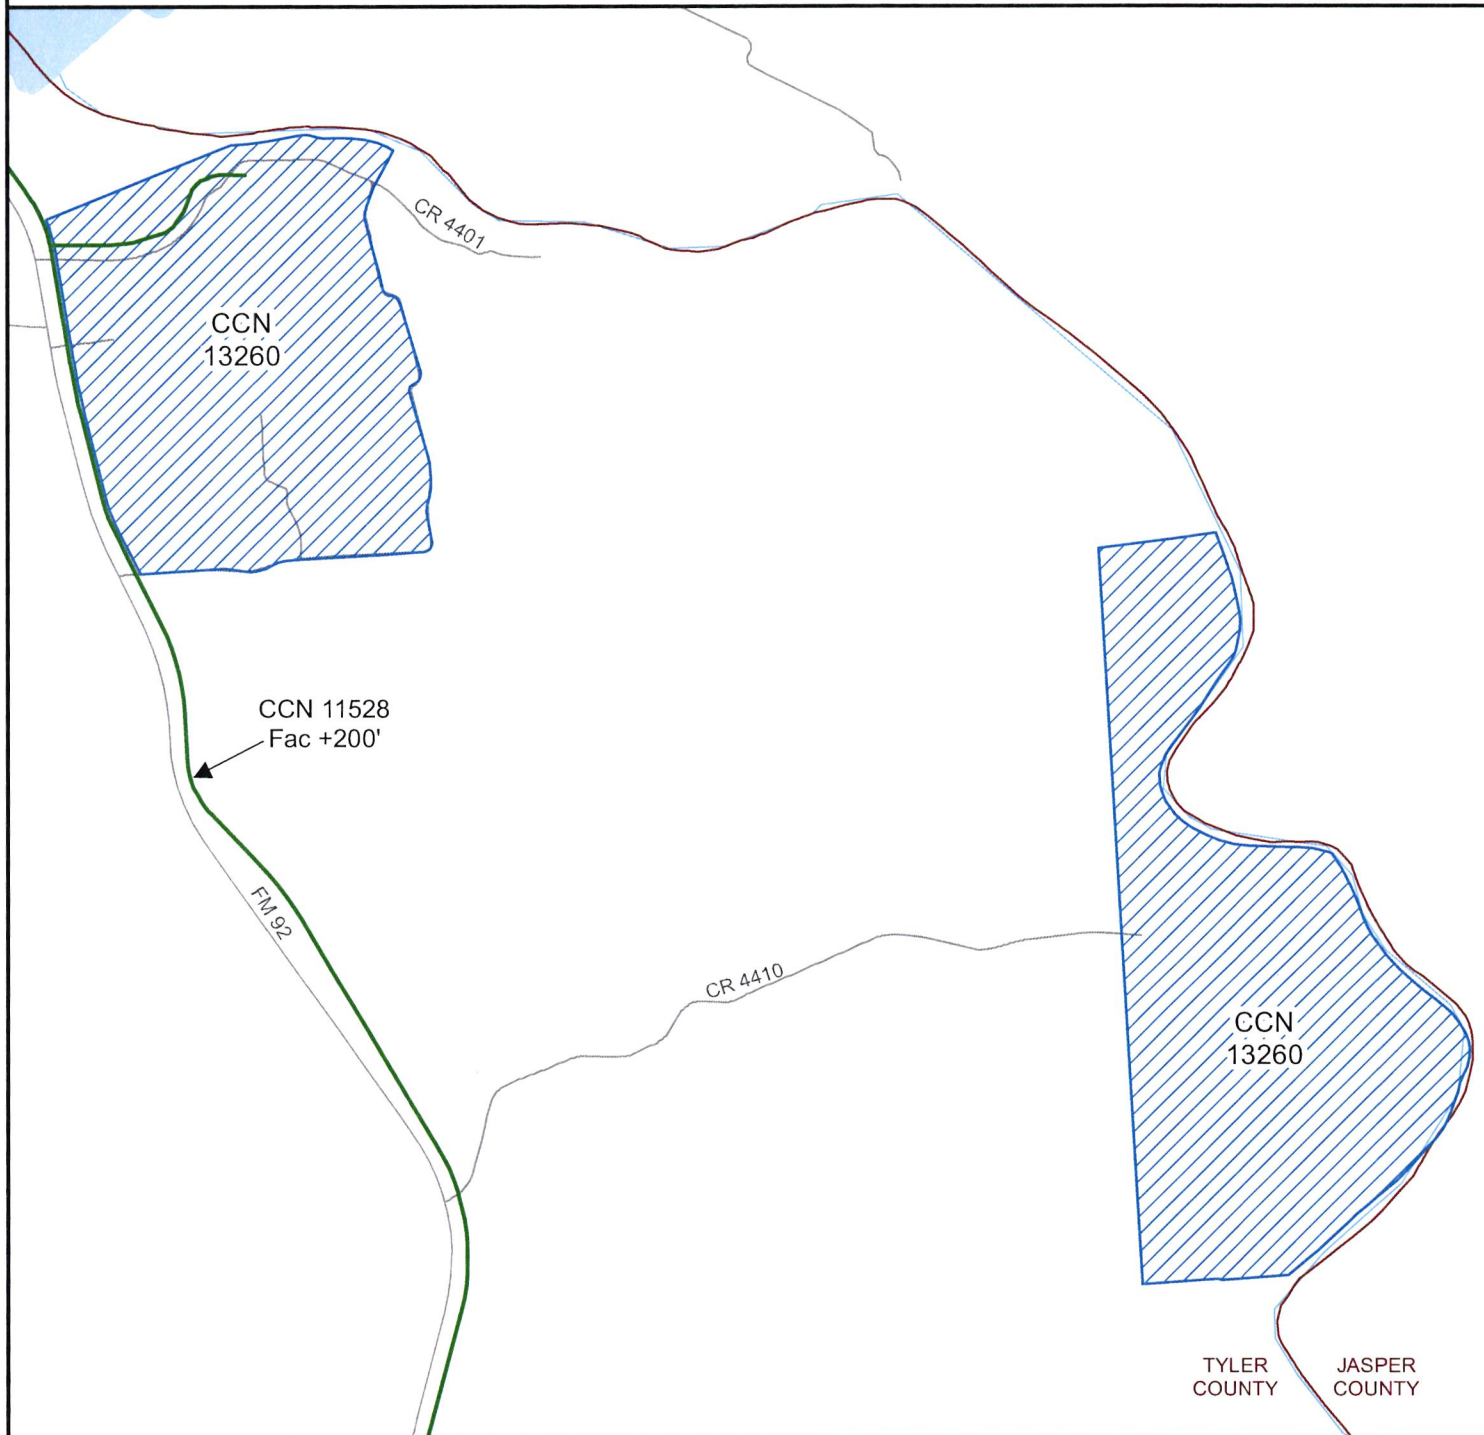 CR 4401
CCN
13260
CCN 11528
Fac +200'
FM 92
CR 4410
CCN
13260
TYLER
COUNTY
JASPER
COUNTY